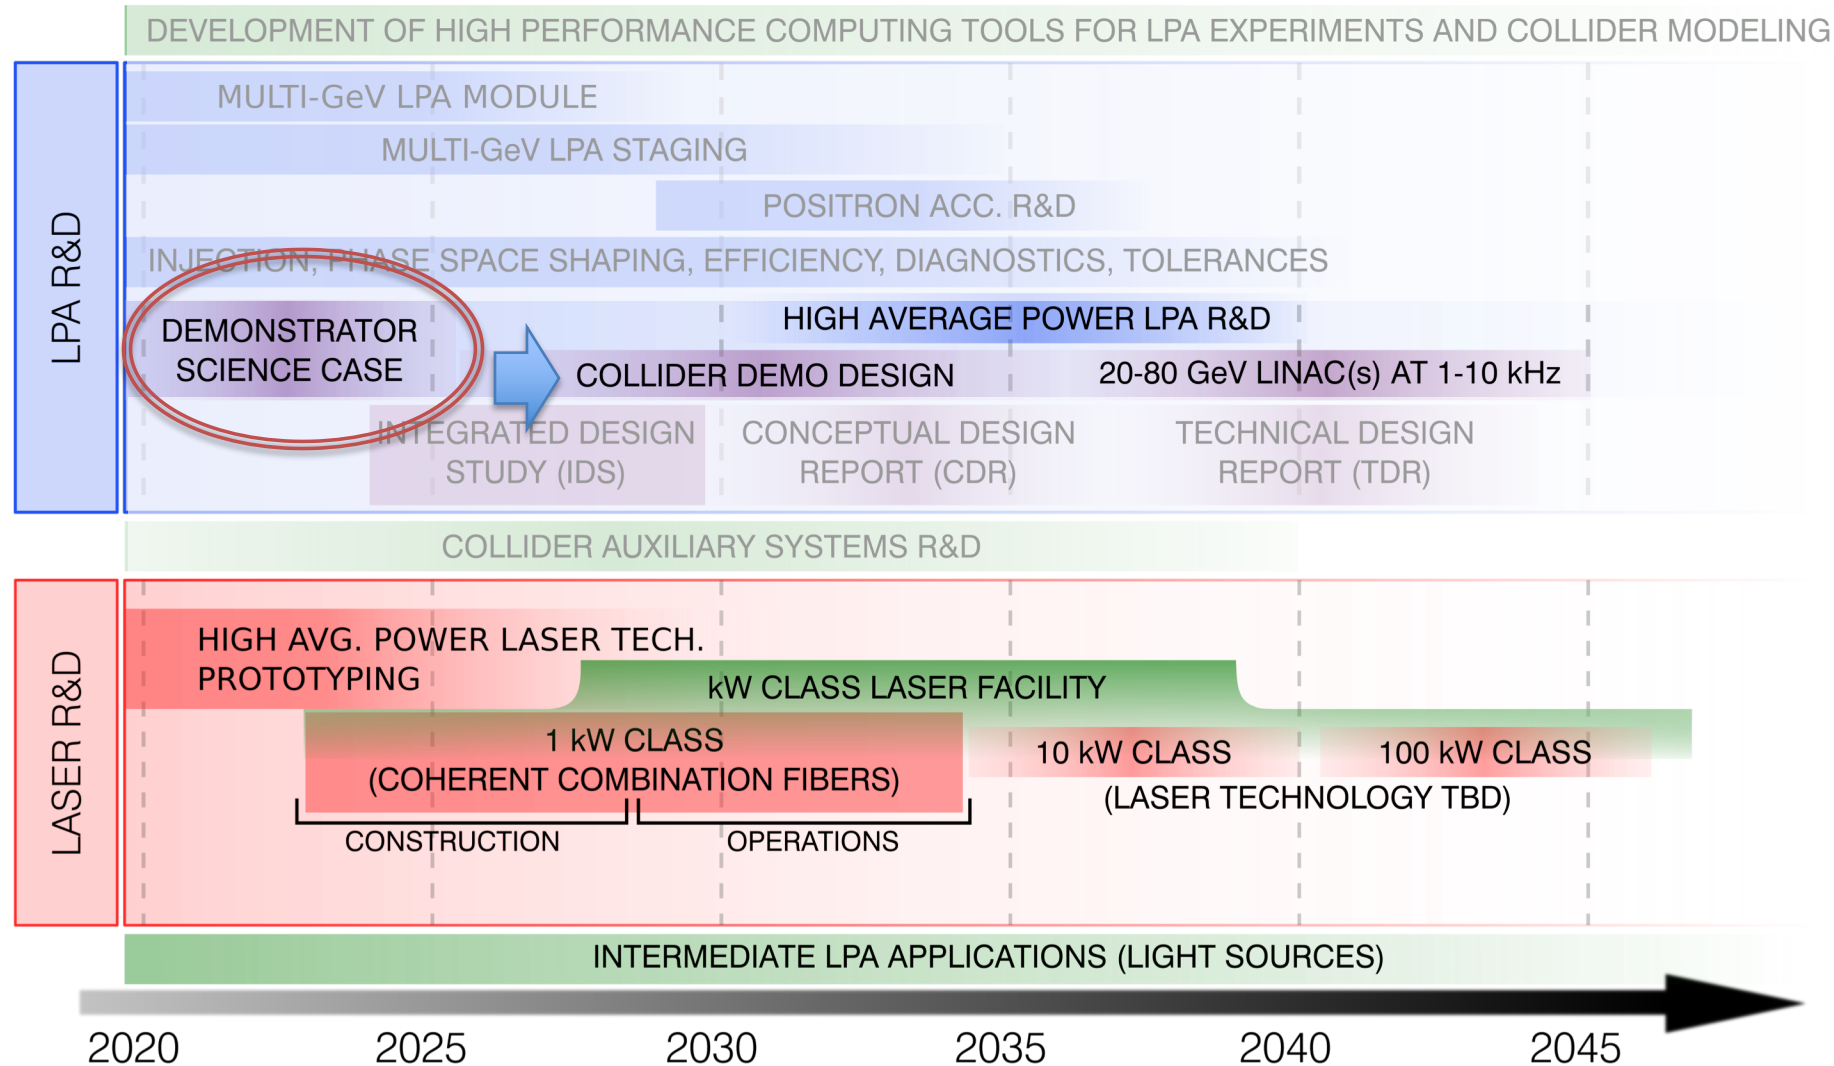 DEVELOPMENT OF HIGH PERFORMANCE COMPUTING TOOLS FOR LPA EXPERIMENTS AND COLLIDER MODELING
LPA R&D
MULTI-GeV LPA MODULE
MULTI-GeV LPA STAGING
POSITRON ACC. R&D
INJECTION, PHASE SPACE SHAPING, EFFICIENCY, DIAGNOSTICS, TOLERANCES
DEMONSTRATOR
SCIENCE CASE
HIGH AVERAGE POWER LPA R&D
COLLIDER DEMO DESIGN
20-80 GeV LINAC(s) AT 1-10 kHz
INTEGRATED DESIGN
STUDY (IDS)
CONCEPTUAL DESIGN
REPORT (CDR)
TECHNICAL DESIGN
REPORT (TDR)
COLLIDER AUXILIARY SYSTEMS R&D
LASER R&D
HIGH AVG. POWER LASER TECH.
PROTOTYPING
kW CLASS LASER FACILITY
1 kW CLASS
(COHERENT COMBINATION FIBERS)
10 kW CLASS
100 kW CLASS
(LASER TECHNOLOGY TBD)
CONSTRUCTION
OPERATIONS
INTERMEDIATE LPA APPLICATIONS (LIGHT SOURCES)
2020 2025 2030 2035 2040 2045